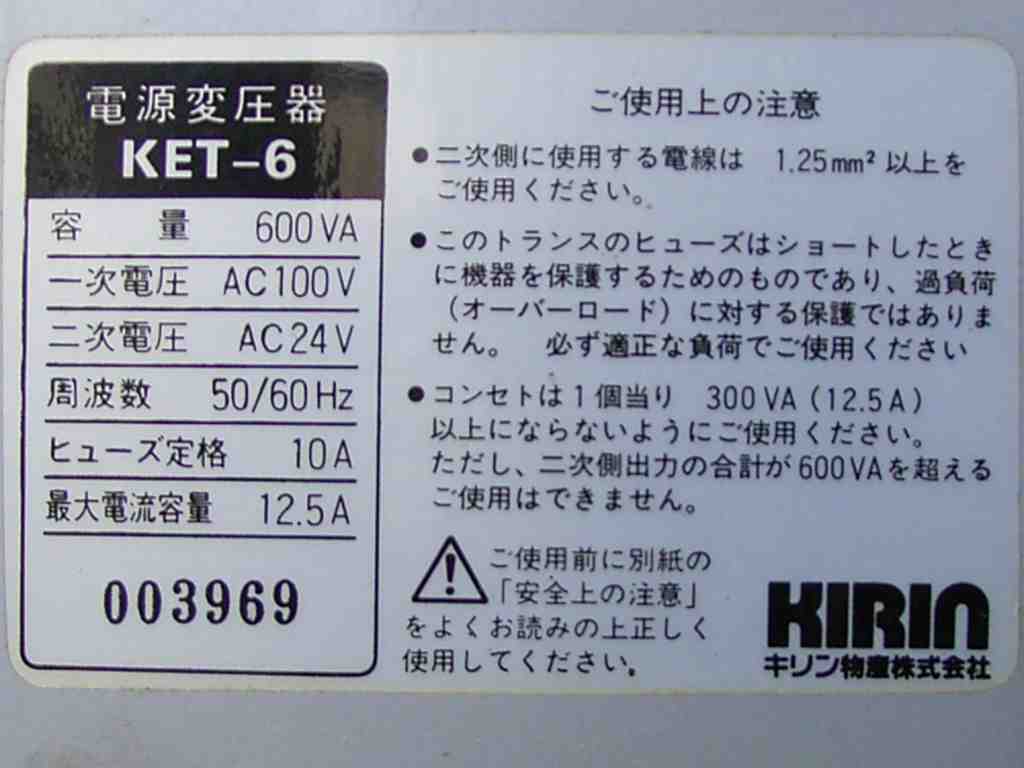 電源変圧器
KET-6
容量 600VA
一次電圧 AC100V
二次電圧 AC24V
周波数 50/60Hz
ヒューズ定格 10A
最大電流容量 12.5A
003969
ご使用上の注意
●二次側に使用する電線は 1.25mm²以上を
ご使用ください。
●このトランスのヒューズはショートしたとき
に機器を保護するためのものであり、過負荷
(オーバーロード)に対する保護ではありま
せん。 必ず適正な負荷でご使用ください
●コンセトは1個当り 300VA(12.5A)
以上にならないようにご使用ください。
ただし、二次側出力の合計が600VAを超える
ご使用はできません。
ご使用前に別紙の
「安全上の注意」
をよくお読みの上正しく
使用してください。
KIRIN
キリン物産株式会社